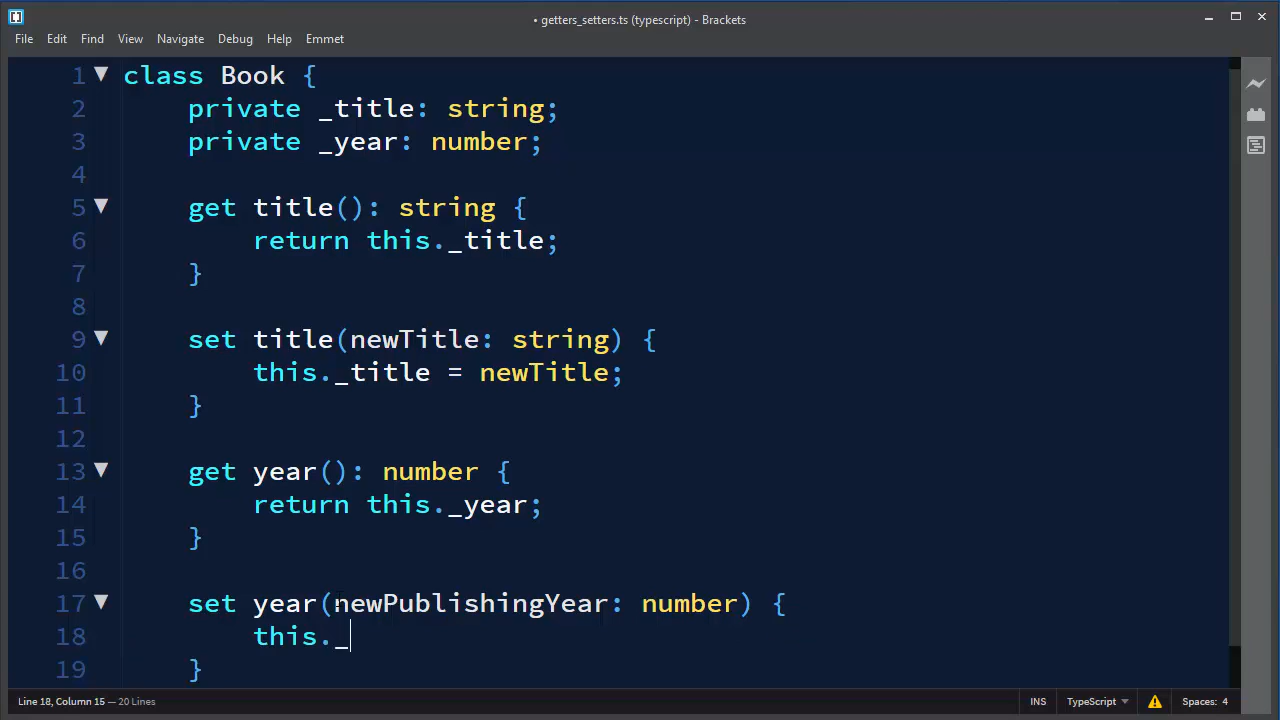 • getters_setters.ts (typescript) - Brackets
File Edit Find View Navigate Debug Help Emmet
1 class Book {
2     private _title: string;
3     private _year: number;
4
5     get title(): string {
6         return this._title;
7     }
8
9     set title(newTitle: string) {
10         this._title = newTitle;
11     }
12
13     get year(): number {
14         return this._year;
15     }
16
17     set year(newPublishingYear: number) {
18         this._
19     }
Line 18, Column 15 — 20 Lines INS TypeScript Spaces: 4